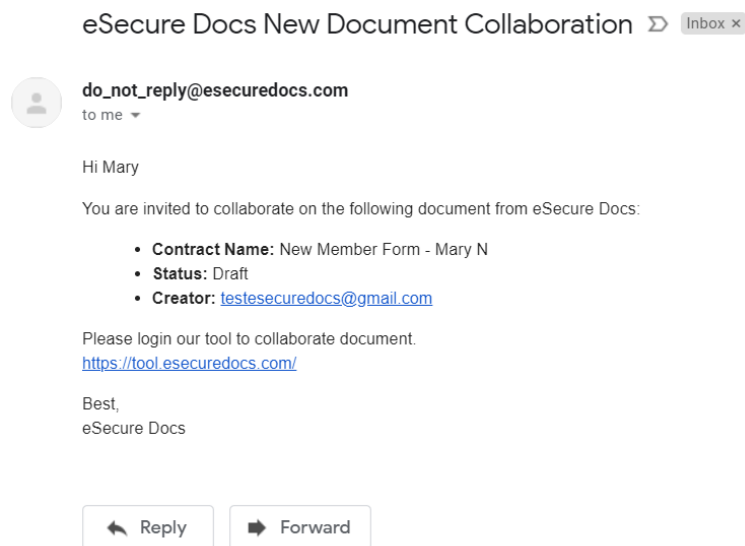 eSecure Docs New Document Collaboration Inbox ×
do_not_reply@esecuredocs.com
to me
Hi Mary
You are invited to collaborate on the following document from eSecure Docs:
• Contract Name: New Member Form - Mary N
• Status: Draft
• Creator: testesecuredocs@gmail.com
Please login our tool to collaborate document.
https://tool.esecuredocs.com/
Best,
eSecure Docs
Reply Forward